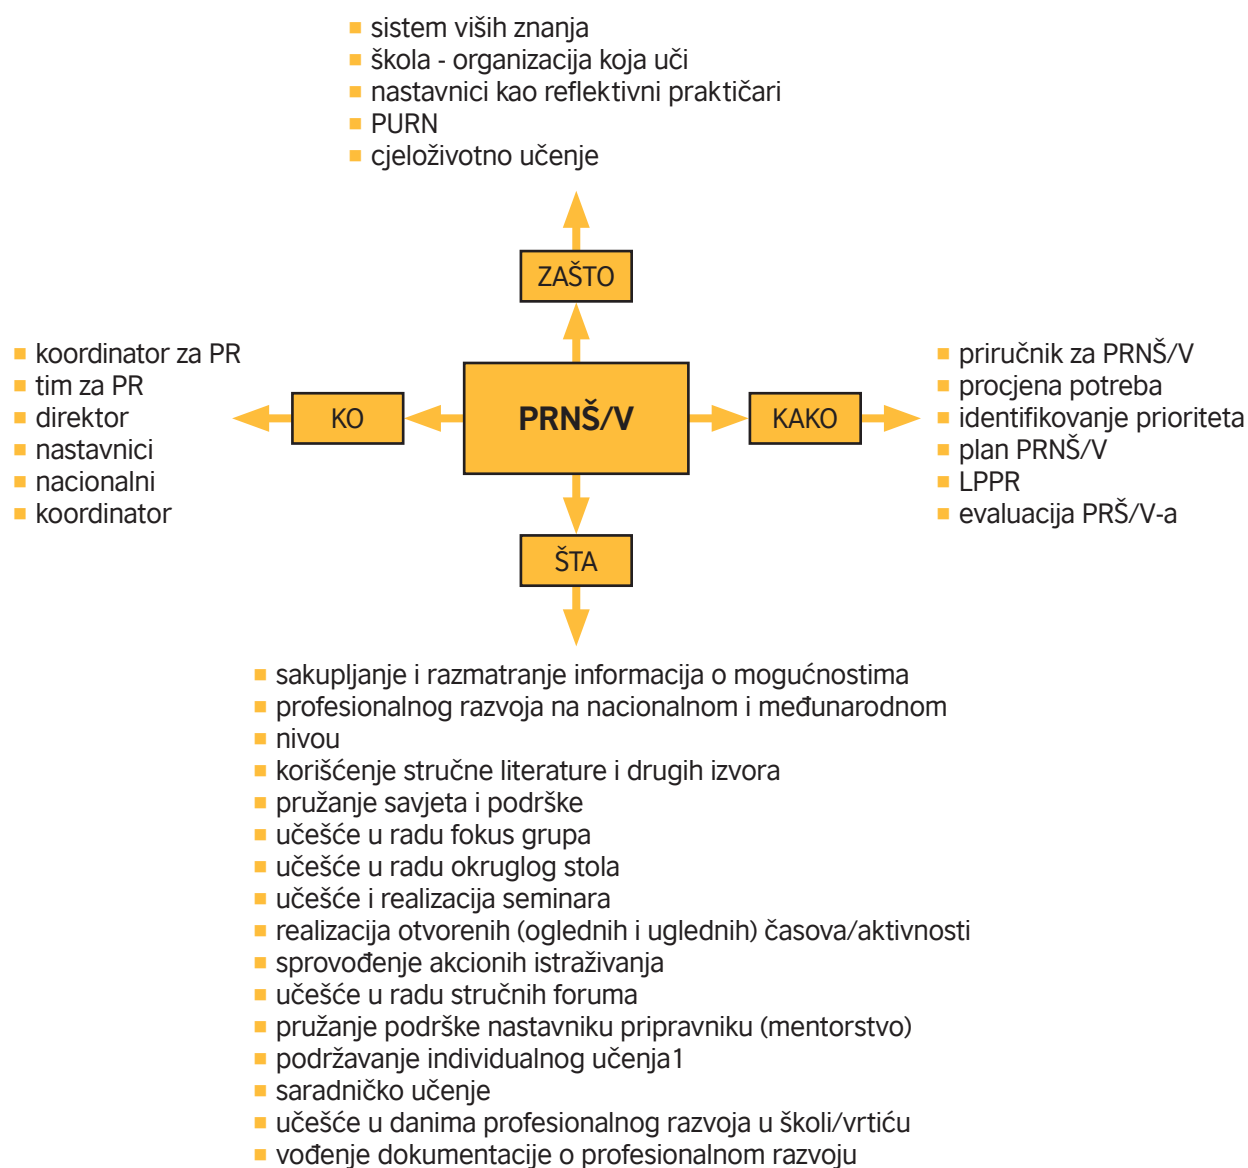 sistem viših znanja
škola - organizacija koja uči
nastavnici kao reflektivni praktičari
PURN
cjeloživotno učenje
ZAŠTO
koordinator za PR
tim za PR
direktor
nastavnici
nacionalni
koordinator
KO
PRNŠ/V
KAKO
priručnik za PRNŠ/V
procjena potreba
identifikovanje prioriteta
plan PRNŠ/V
LPPR
evaluacija PRŠ/V-a
ŠTA
sakupljanje i razmatranje informacija o mogućnostima
profesionalnog razvoja na nacionalnom i međunarodnom
nivou
korišćenje stručne literature i drugih izvora
pružanje savjeta i podrške
učešće u radu fokus grupa
učešće u radu okruglog stola
učešće i realizacija seminara
realizacija otvorenih (oglednih i uglednih) časova/aktivnosti
sprovođenje akcionih istraživanja
učešće u radu stručnih foruma
pružanje podrške nastavniku pripravniku (mentorstvo)
podržavanje individualnog učenja1
saradničko učenje
učešće u danima profesionalnog razvoja u školi/vrtiću
vođenje dokumentacije o profesionalnom razvoju